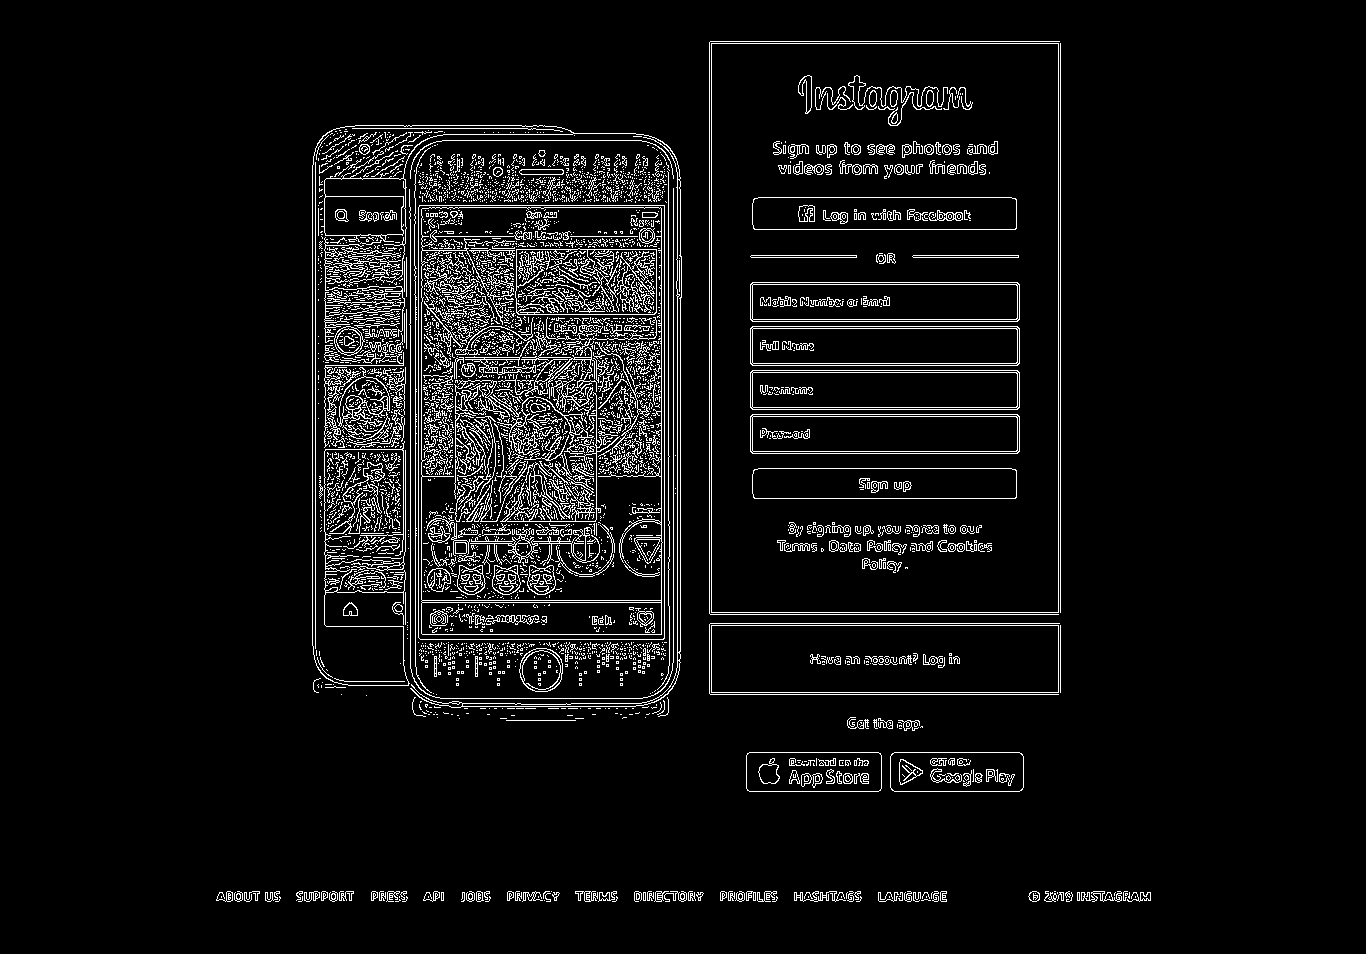 Instagram
Sign up to see photos and
videos from your friends.
Log in with Facebook
OR
Mobile Number or Email
Full Name
Username
Password
Sign up
By signing up, you agree to our
Terms . Data Policy and Cookies
Policy .
Have an account? Log in
Get the app.
Download on the
App Store
GET IT ON
Google Play
Search
Edit
ABOUT US SUPPORT PRESS API JOBS PRIVACY TERMS DIRECTORY PROFILES HASHTAGS LANGUAGE © 2019 INSTAGRAM